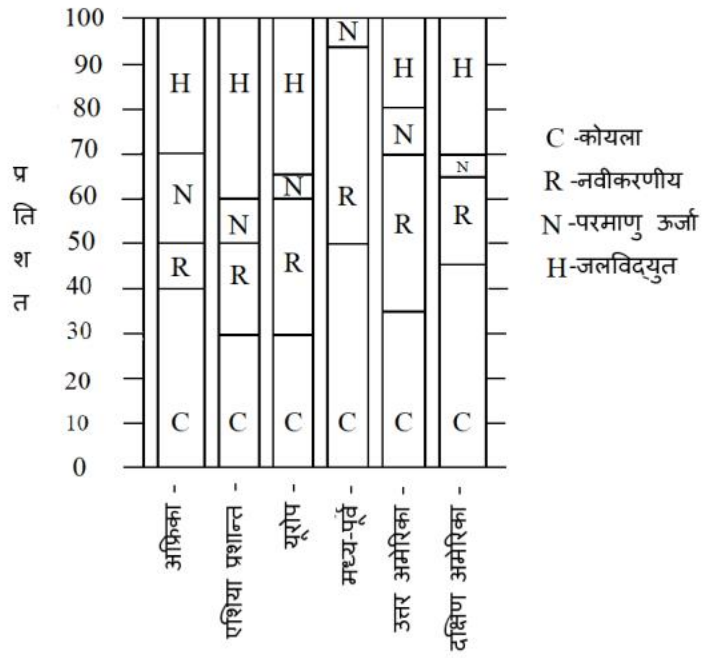 100
90
80
70
60
50
40
30
20
10
0
प्र
ति
श
त
H
N
R
C
H
N
R
C
H
N
R
C
N
R
C
H
N
R
C
H
N
R
C
C -कोयला
R -नवीकरणीय
N -परमाणु ऊर्जा
H-जलविद्युत
अफ्रिका -
एशिया प्रशान्त -
यूरोप -
मध्य-पूर्व -
उत्तर अमेरिका -
दक्षिण अमेरिका -